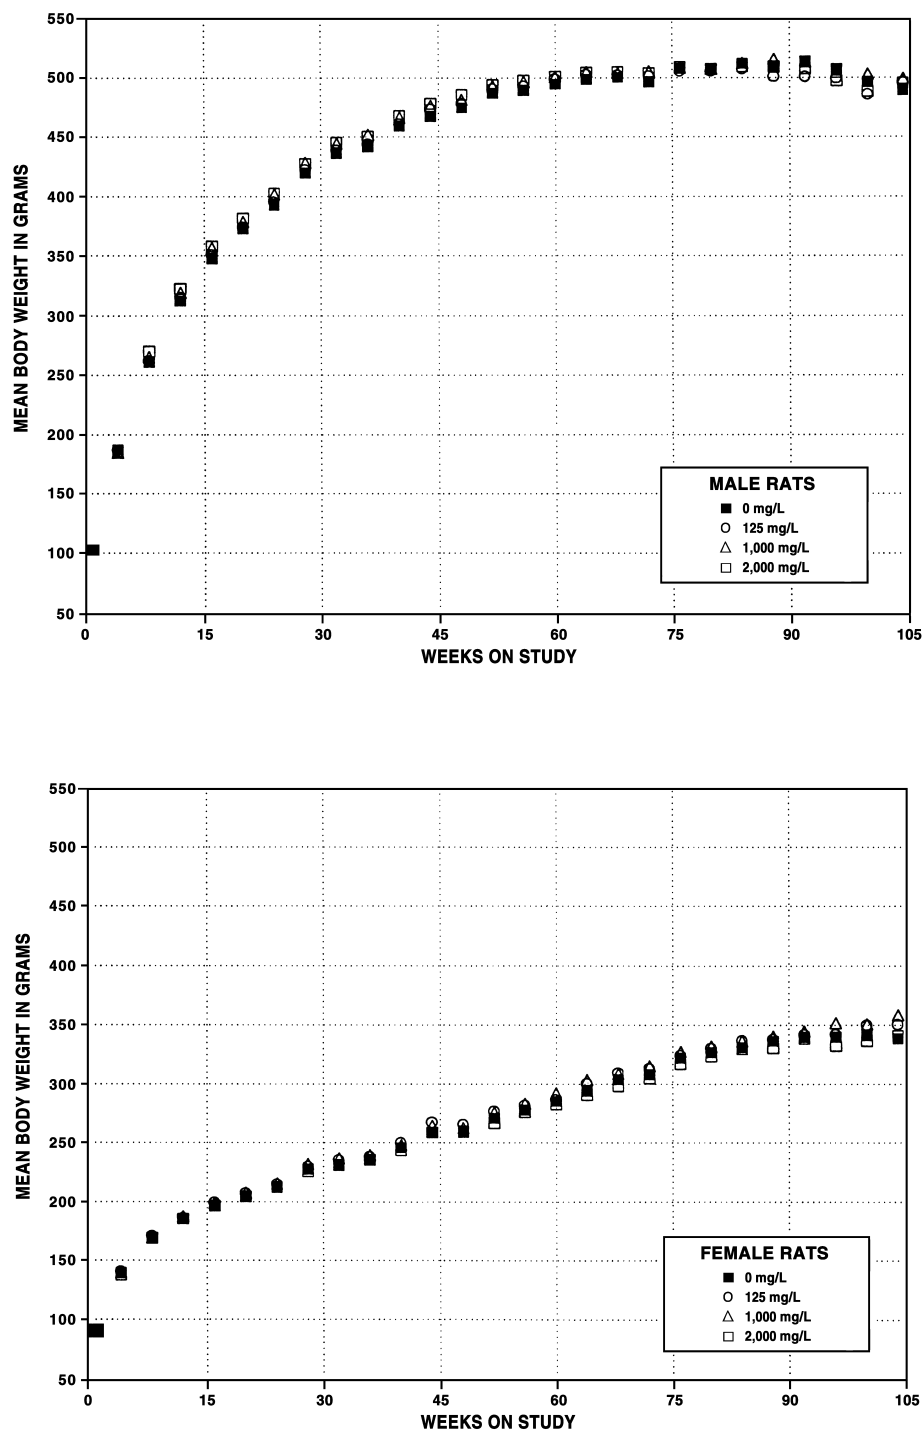 550
500
450
400
350
300
250
200
150
100
50
MEAN BODY WEIGHT IN GRAMS
MALE RATS
0 mg/L
125 mg/L
1,000 mg/L
2,000 mg/L
0 15 30 45 60 75 90 105
WEEKS ON STUDY
550
500
450
400
350
300
250
200
150
100
50
MEAN BODY WEIGHT IN GRAMS
FEMALE RATS
0 mg/L
125 mg/L
1,000 mg/L
2,000 mg/L
0 15 30 45 60 75 90 105
WEEKS ON STUDY